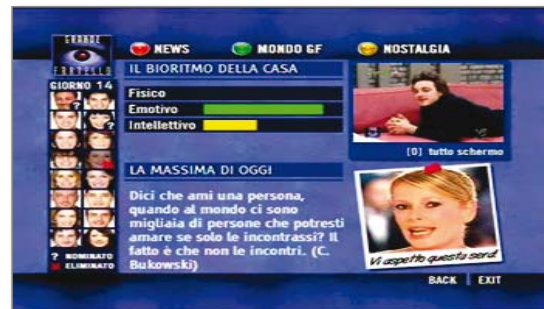 GRANDE
FRATELLO
NEWS
MONDO GF
NOSTALGIA
GIORNO 14
?
?
? NOMINATO
ELIMINATO
IL BIORITMO DELLA CASA
Fisico
Emotivo
Intellettivo
[0] tutto schermo
LA MASSIMA DI OGGI
Dici che ami una persona,
quando al mondo ci sono
migliaia di persone che potresti
amare se solo le incontrassi? Il
fatto è che non le incontri. (C.
Bukowski)
Vi aspetto questa sera!
BACK
EXIT